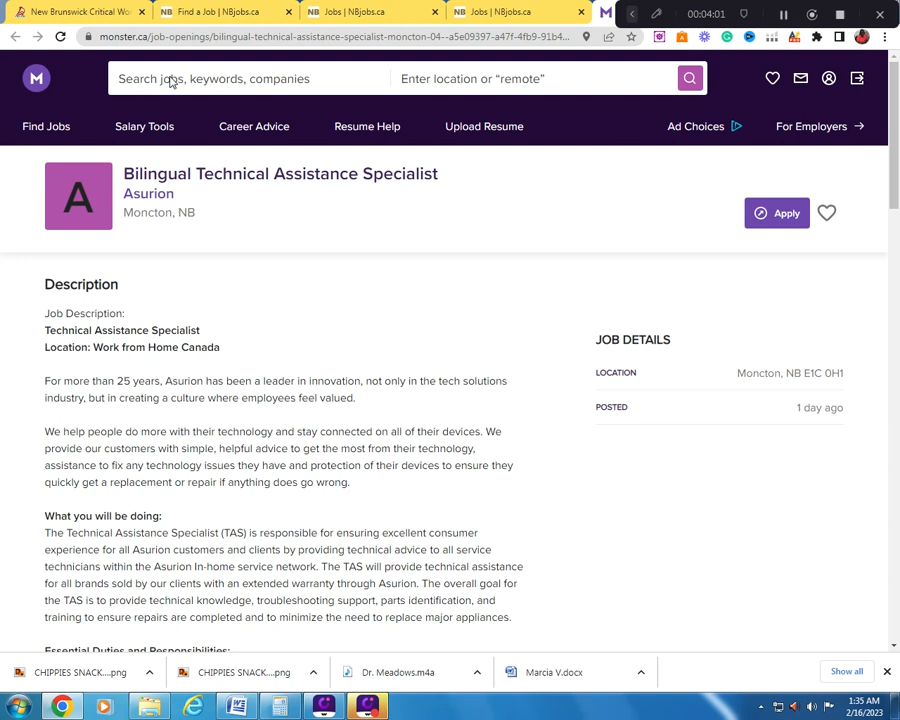 New Brunswick Critical Wo
Find a Job | NBjobs.ca
Jobs | NBjobs.ca
Jobs | NBjobs.ca
00:04:01
monster.ca/job-openings/bilingual-technical-assistance-specialist-moncton-04--a5e09397-a47f-4fb9-91b4...
M
Search jobs, keywords, companies
Enter location or “remote”
Find Jobs
Salary Tools
Career Advice
Resume Help
Upload Resume
Ad Choices
For Employers
A
Bilingual Technical Assistance Specialist
Asurion
Moncton, NB
Apply
Description
Job Description:
Technical Assistance Specialist
Location: Work from Home Canada
For more than 25 years, Asurion has been a leader in innovation, not only in the tech solutions
industry, but in creating a culture where employees feel valued.
We help people do more with their technology and stay connected on all of their devices. We
provide our customers with simple, helpful advice to get the most from their technology,
assistance to fix any technology issues they have and protection of their devices to ensure they
quickly get a replacement or repair if anything does go wrong.
What you will be doing:
The Technical Assistance Specialist (TAS) is responsible for ensuring excellent consumer
experience for all Asurion customers and clients by providing technical advice to all service
technicians within the Asurion In-home service network. The TAS will provide technical assistance
for all brands sold by our clients with an extended warranty through Asurion. The overall goal for
the TAS is to provide technical knowledge, troubleshooting support, parts identification, and
training to ensure repairs are completed and to minimize the need to replace major appliances.
Essential Duties and Responsibilities:
JOB DETAILS
LOCATION
Moncton, NB E1C 0H1
POSTED
1 day ago
CHIPPIES SNACK....png
CHIPPIES SNACK....png
Dr. Meadows.m4a
Marcia V.docx
Show all
1:35 AM
2/16/2023